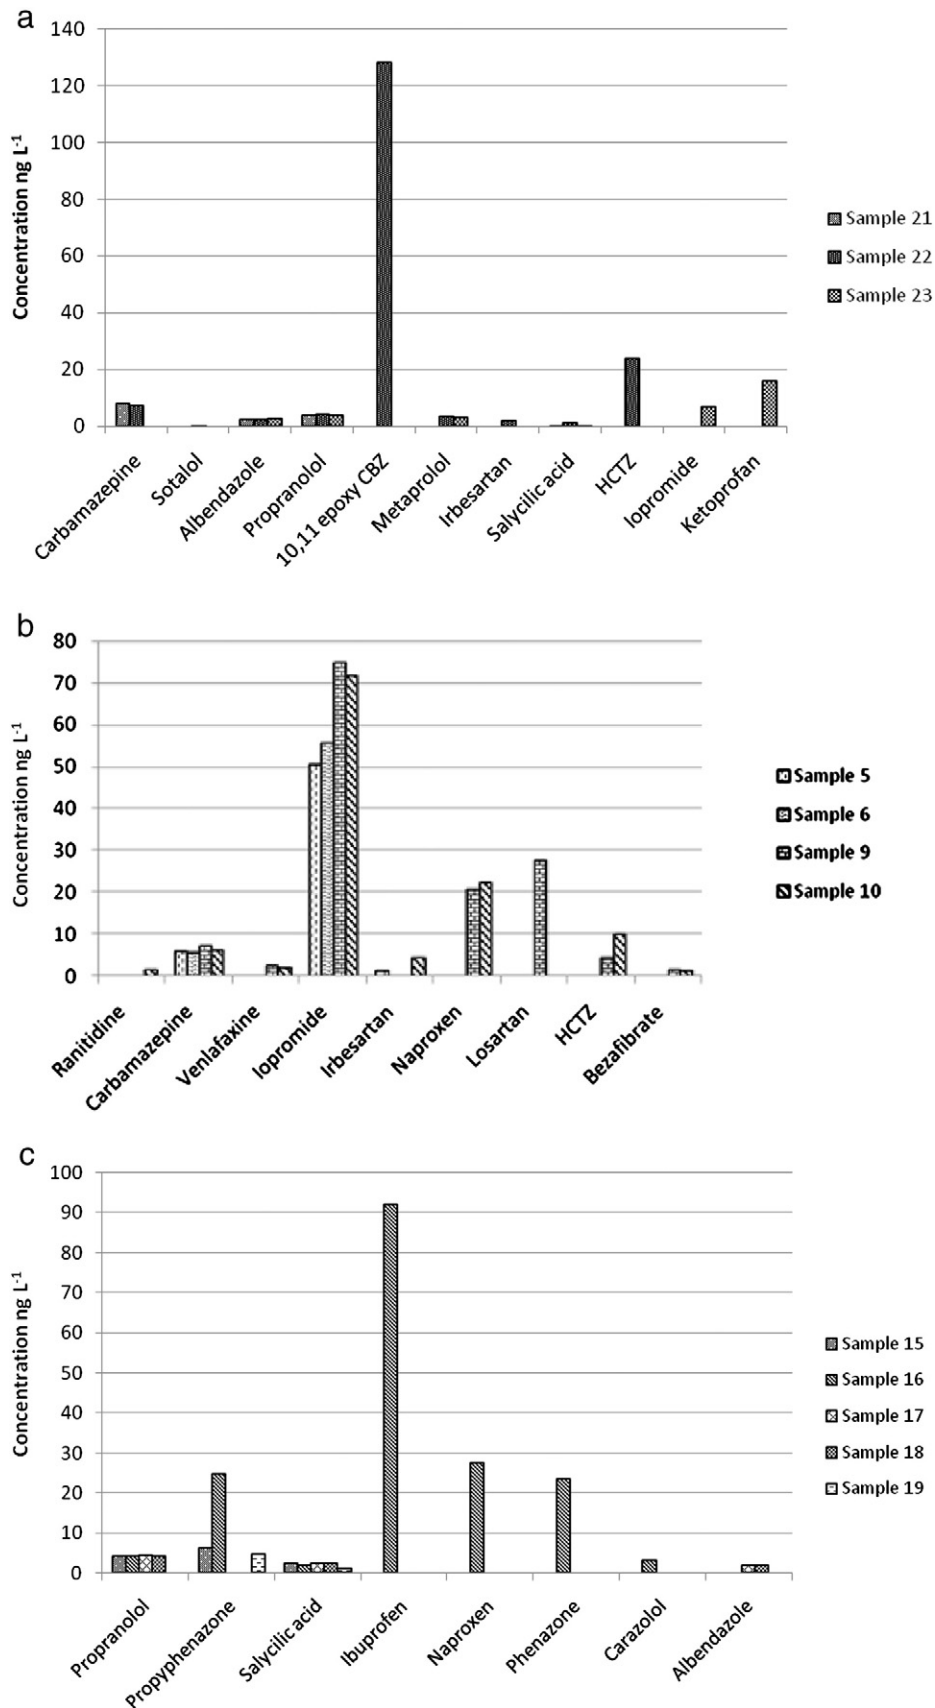 a
140
120
100
80
60
40
20
0
Concentration ng L-1
Carbamazepine
Sotalol
Albendazole
Propranolol
10,11 epoxy CBZ
Metaprolol
Irbesartan
Salycilic acid
HCTZ
Iopromide
Ketoprofan
Sample 21
Sample 22
Sample 23
b
80
70
60
50
40
30
20
10
0
Concentration ng L-1
Ranitidine
Carbamazepine
Venlafaxine
Iopromide
Irbesartan
Naproxen
Losartan
HCTZ
Bezafibrate
Sample 5
Sample 6
Sample 9
Sample 10
c
100
90
80
70
60
50
40
30
20
10
0
Concentration ng L-1
Propranolol
Propyphenazone
Salycilic acid
Ibuprofen
Naproxen
Phenazone
Carazolol
Albendazole
Sample 15
Sample 16
Sample 17
Sample 18
Sample 19